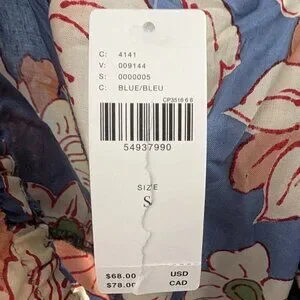 C: 4141
V: 009144
S: 0000005
C: BLUE/BLEU
CP3516 6 6
54937990
SIZE
S
$68.00 USD
$78.00 CAD